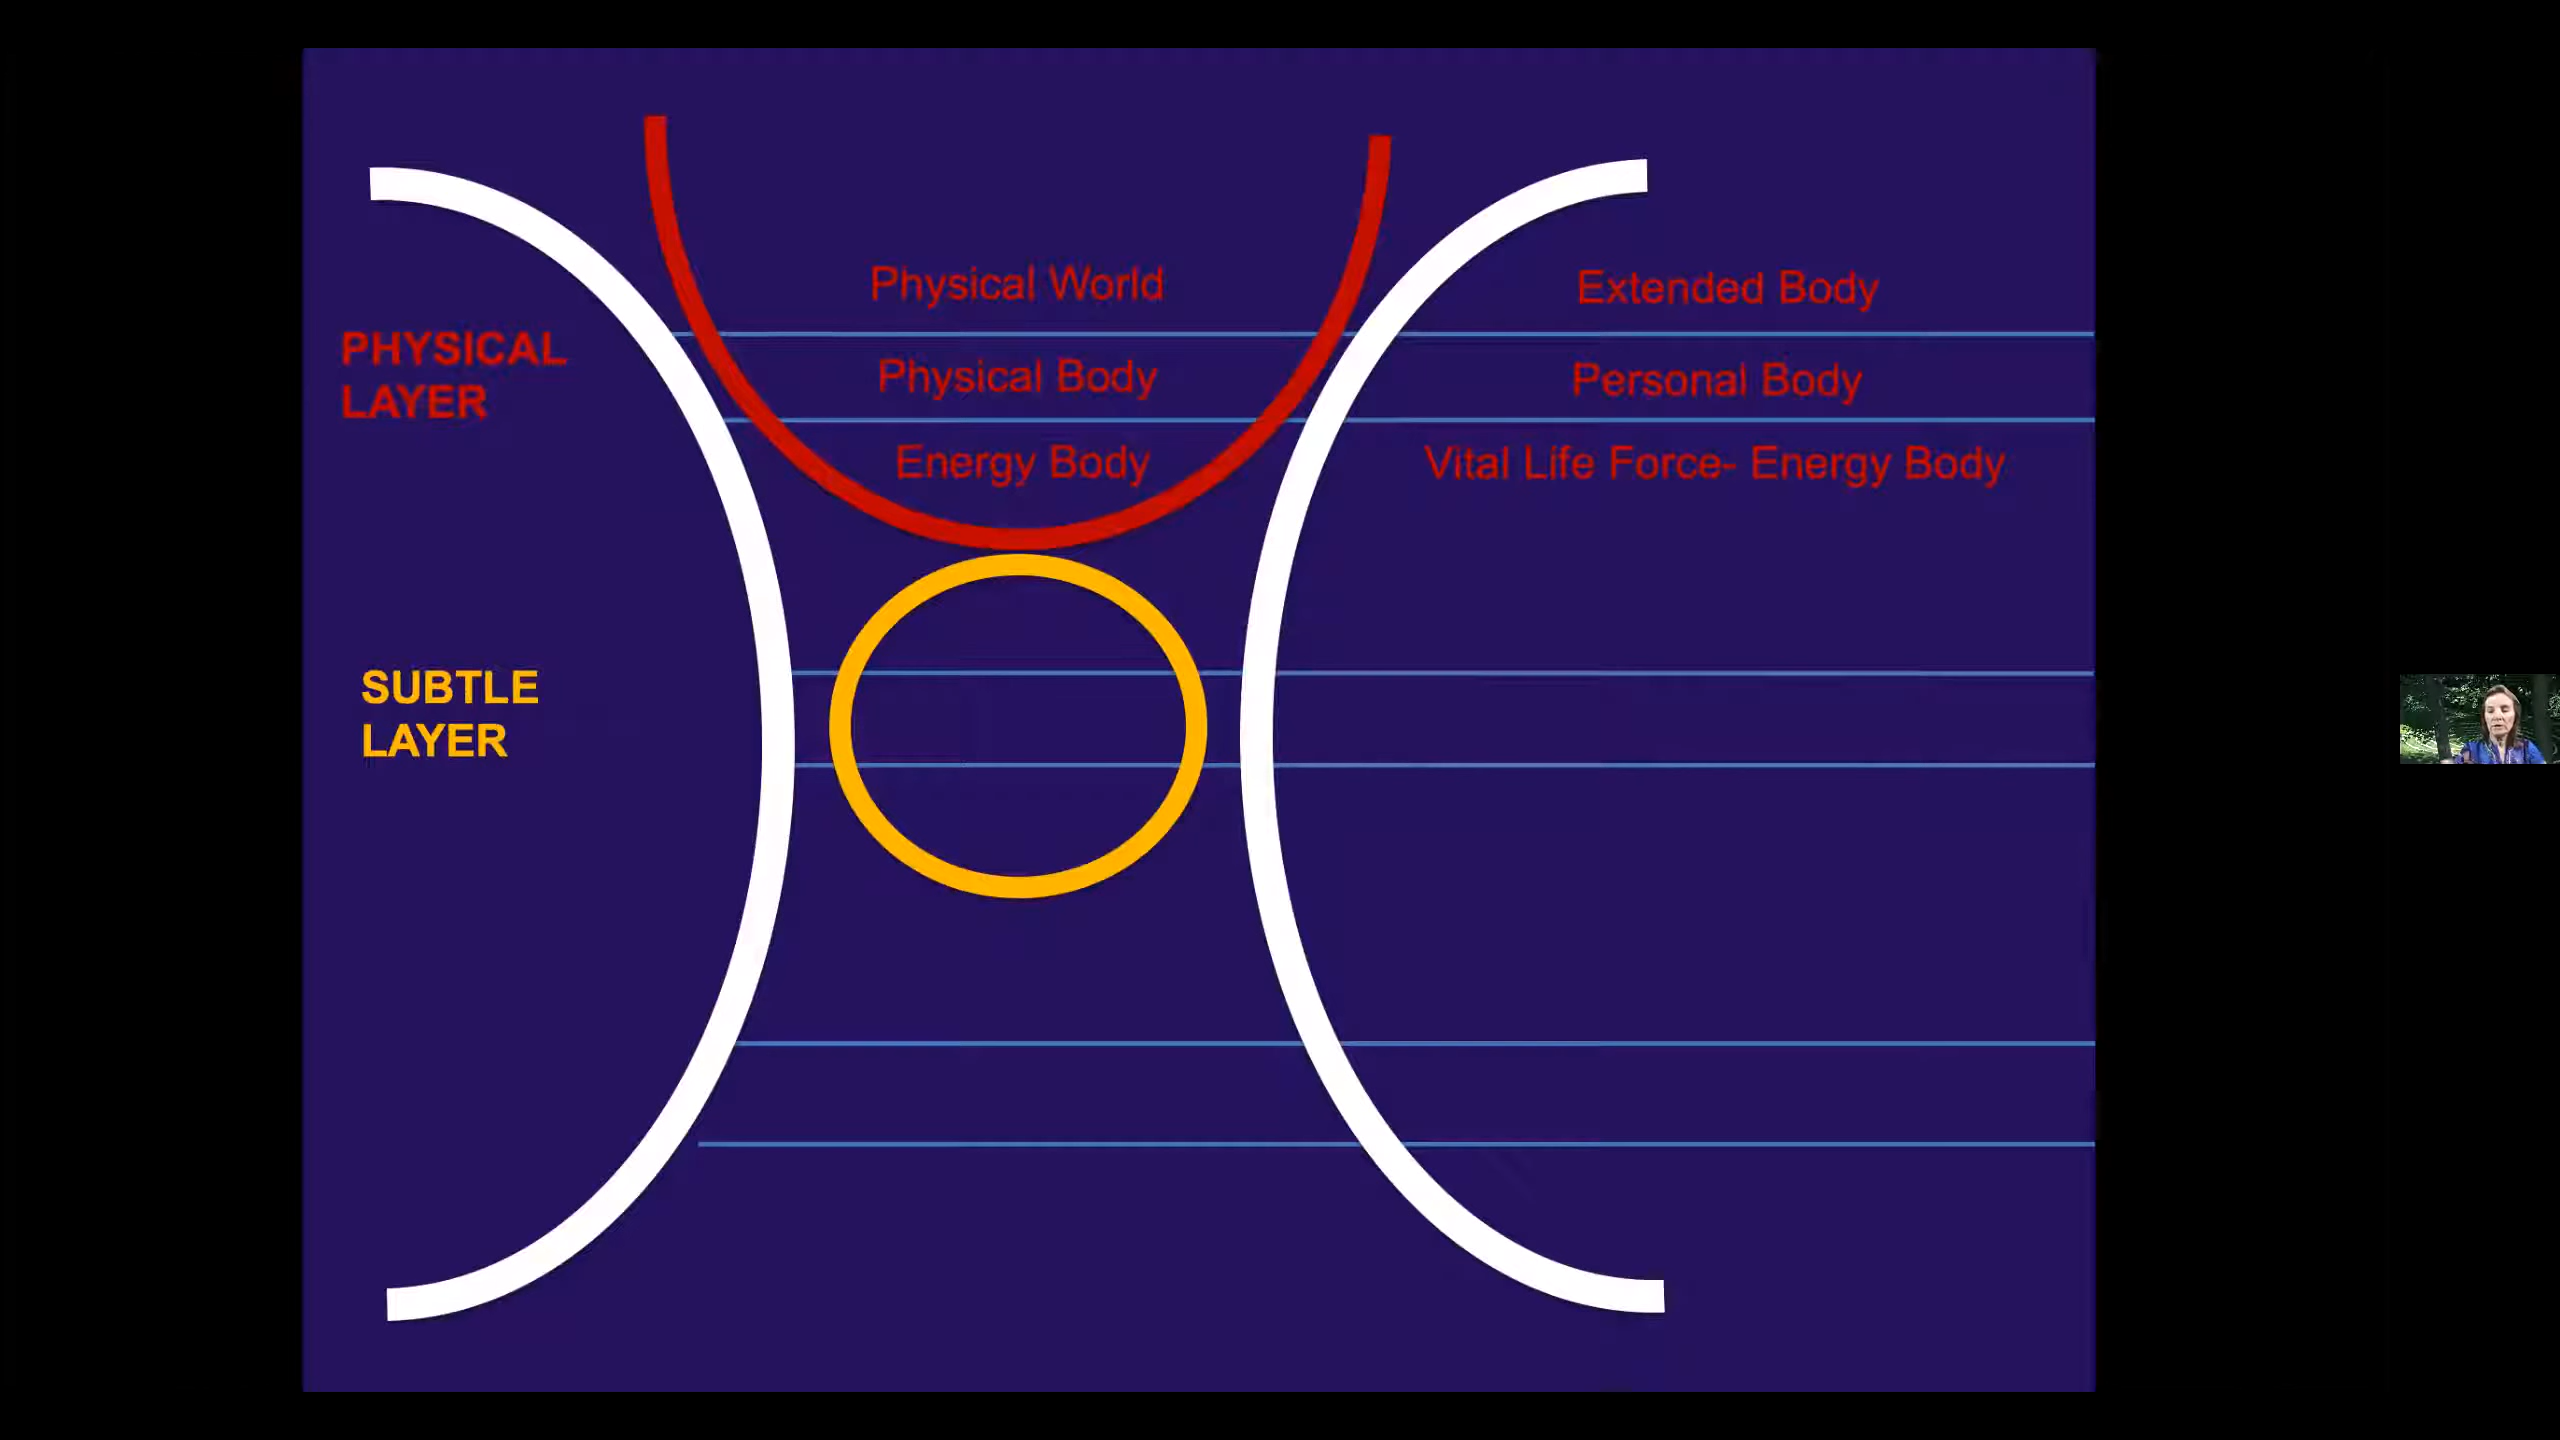 Physical World
Extended Body
PHYSICAL
LAYER
Physical Body
Personal Body
Energy Body
Vital Life Force- Energy Body
SUBTLE
LAYER